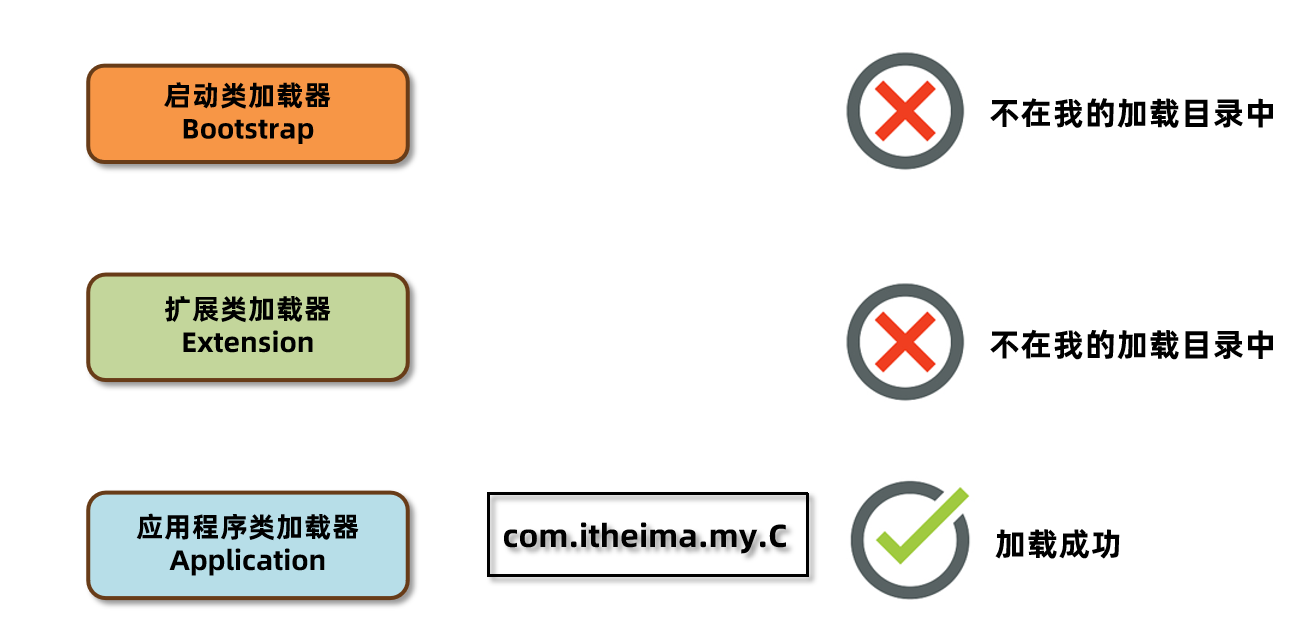 启动类加载器
Bootstrap
不在我的加载目录中
扩展类加载器
Extension
不在我的加载目录中
应用程序类加载器
Application
com.itheima.my.C
加载成功